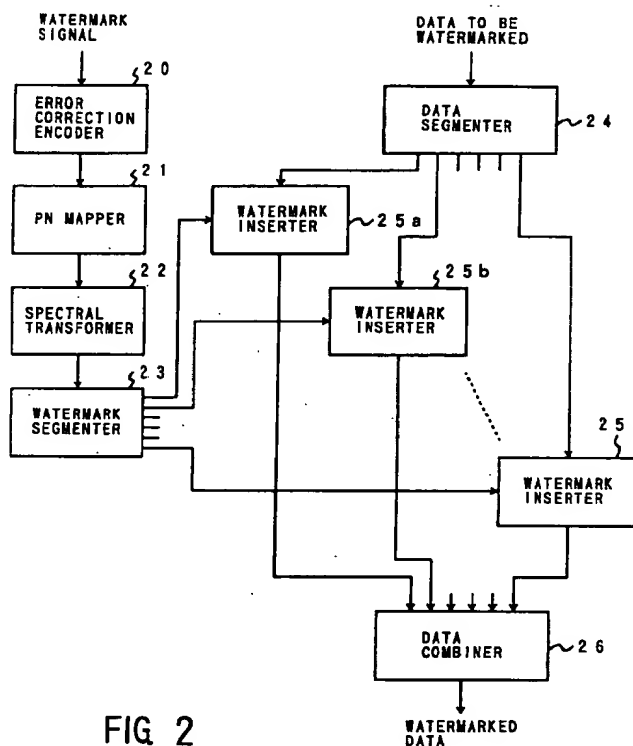 WATERMARK
SIGNAL
DATA TO BE
WATERMARKED
20
ERROR
CORRECTION
ENCODER
DATA
SEGMENTER
24
21
PN MAPPER
WATERMARK
INSERTER
25a
22
SPECTRAL
TRANSFORMER
25b
WATERMARK
INSERTER
23
WATERMARK
SEGMENTER
25
WATERMARK
INSERTER
DATA
COMBINER
26
WATERMARKED
DATA
FIG 2